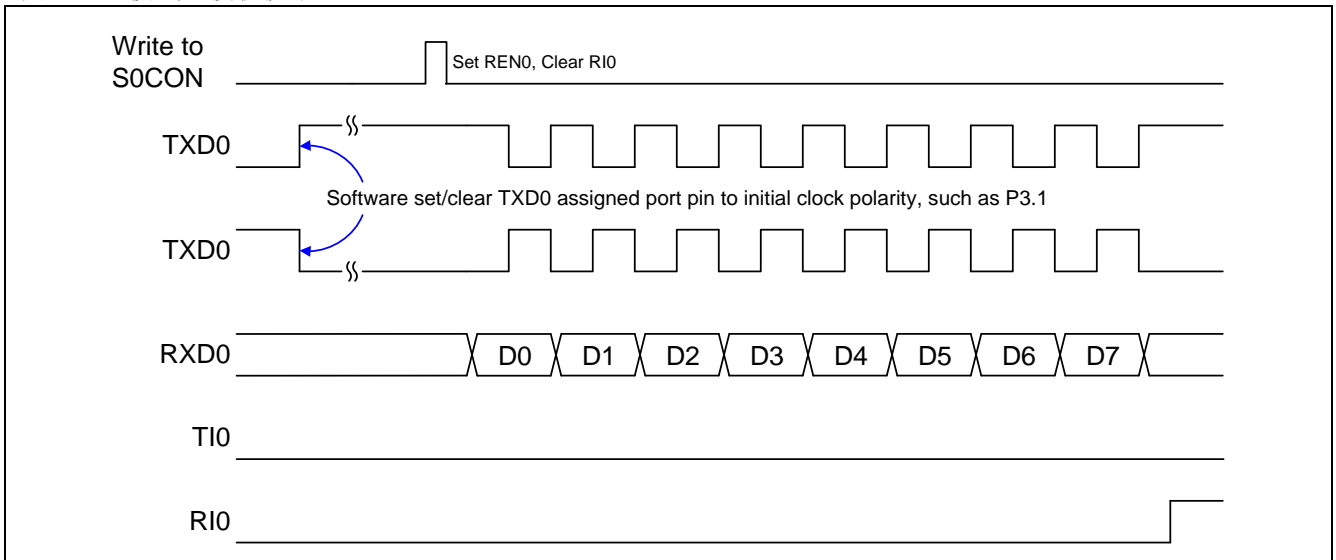 Write to
S0CON
Set REN0, Clear RI0
TXD0
Software set/clear TXD0 assigned port pin to initial clock polarity, such as P3.1
TXD0
RXD0
D0 D1 D2 D3 D4 D5 D6 D7
TI0
RI0